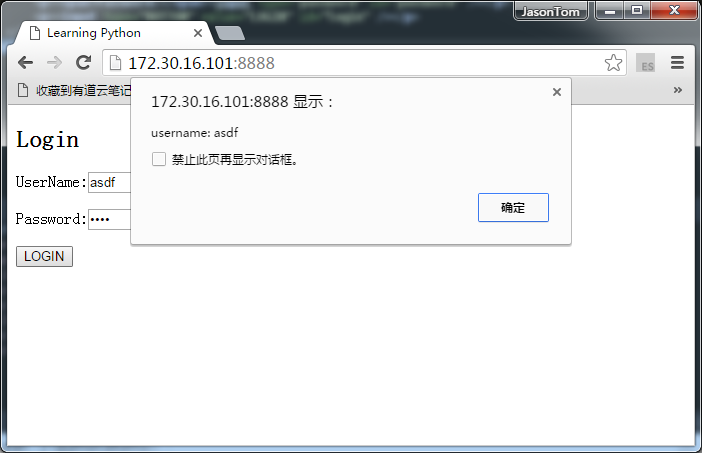 JasonTom
Learning Python
172.30.16.101:8888
ES
收藏到有道云笔记
»
172.30.16.101:8888 显示：
username: asdf
禁止此页再显示对话框。
确定
Login
UserName:asdf
Password:••••
LOGIN